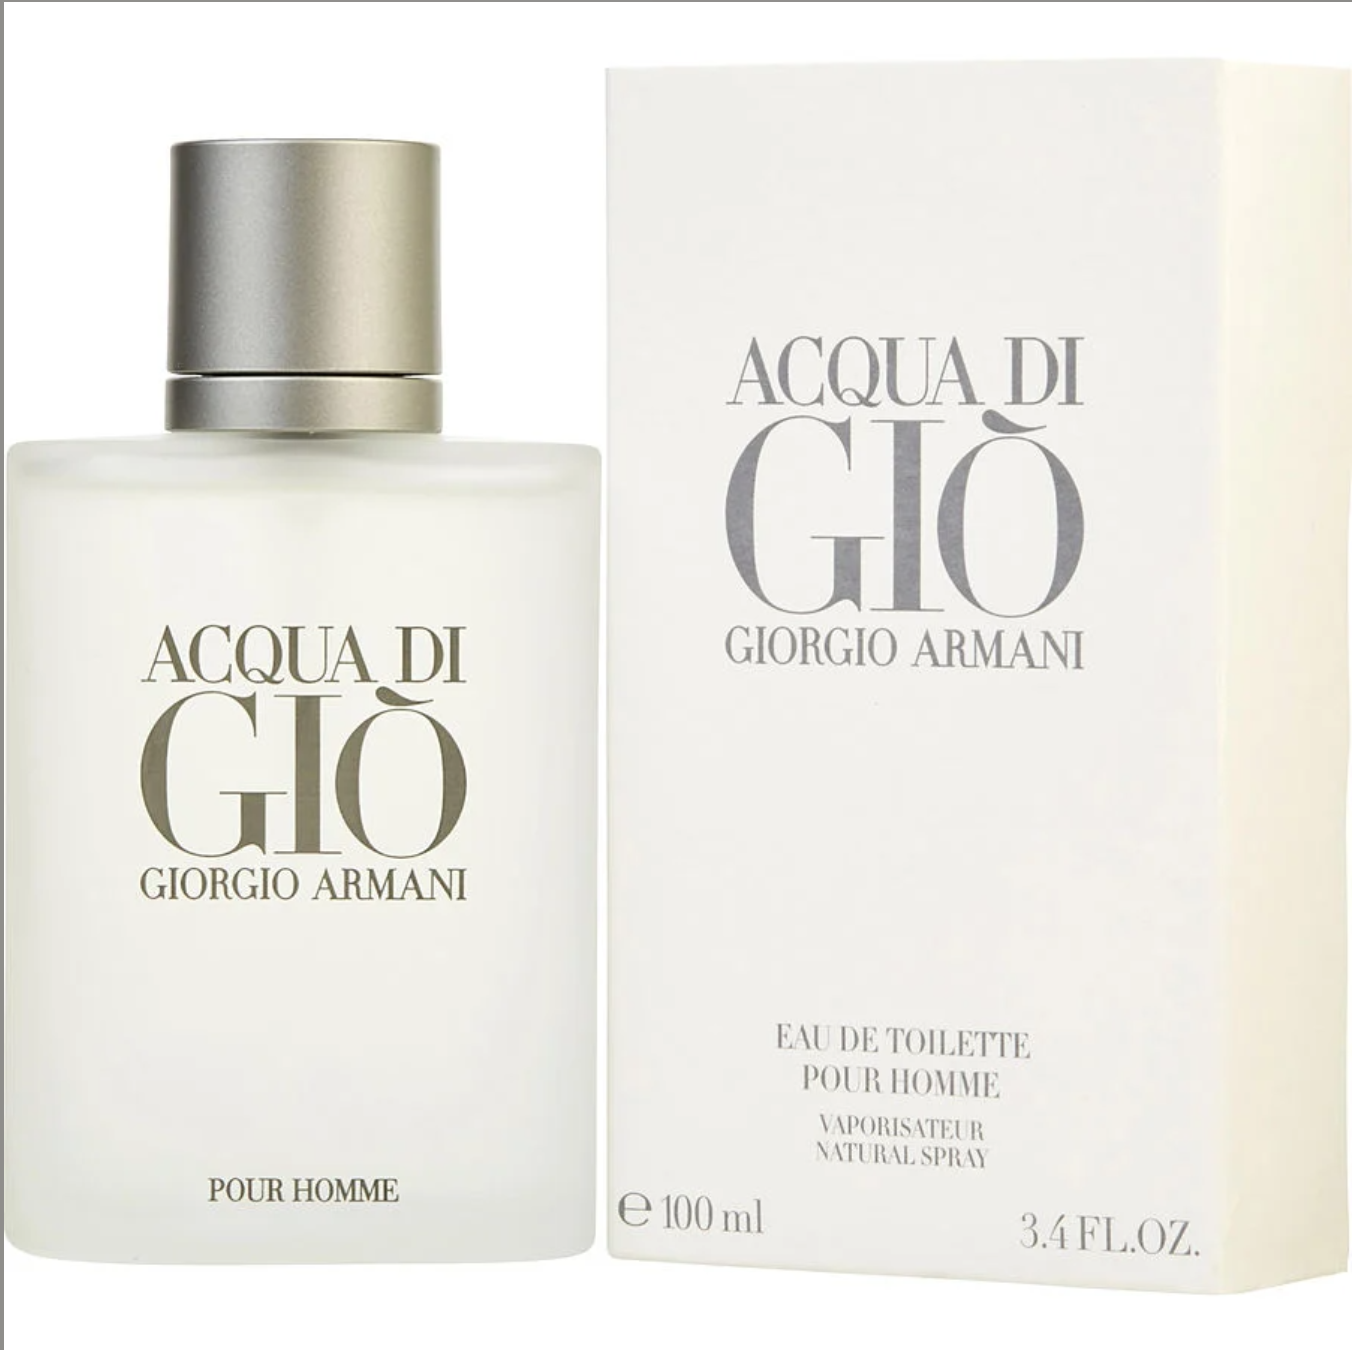 ACQUA DI
GIÒ
GIORGIO ARMANI
POUR HOMME
ACQUA DI
GIÒ
GIORGIO ARMANI
EAU DE TOILETTE
POUR HOMME
VAPORISATEUR
NATURAL SPRAY
℮ 100 ml
3.4 FL.OZ.